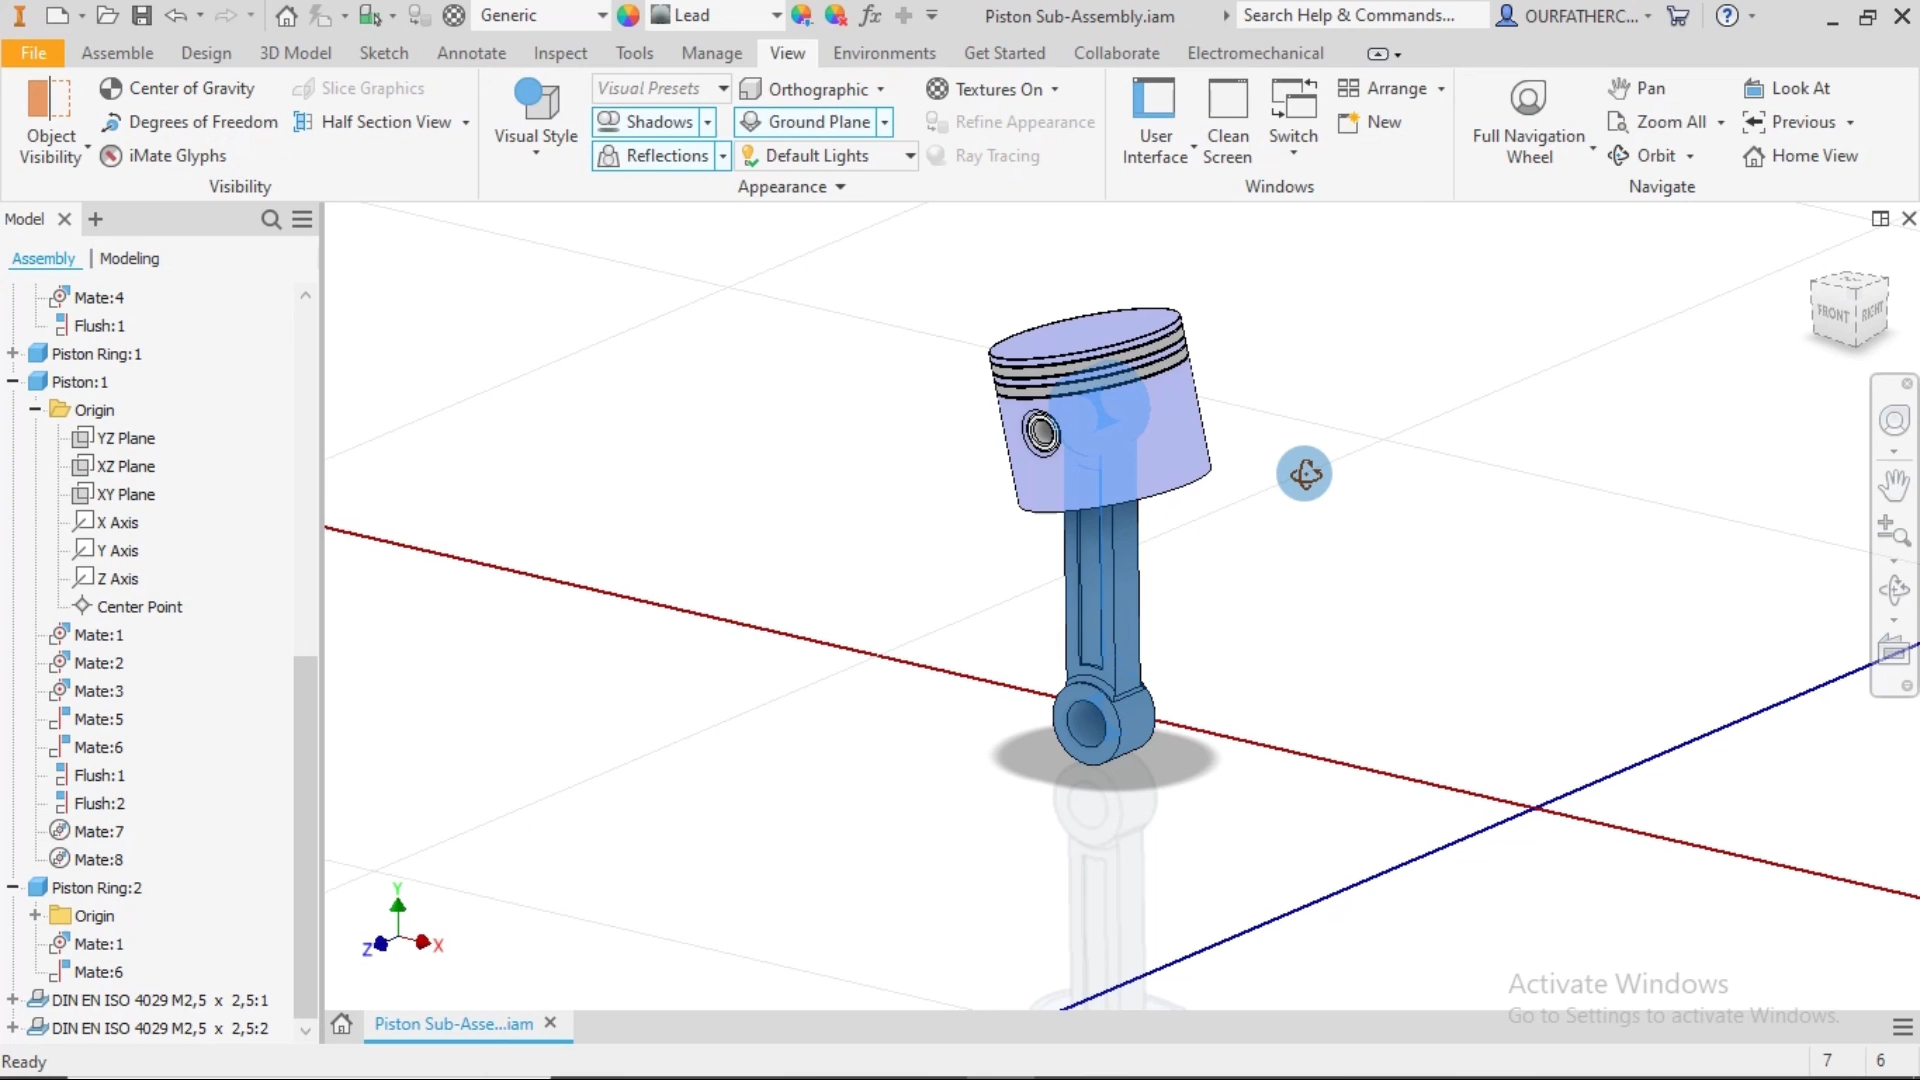 Generic
Lead
Piston Sub-Assembly.iam
Search Help & Commands...
OURFATHERC...
File Assemble Design 3D Model Sketch Annotate Inspect Tools Manage View Environments Get Started Collaborate Electromechanical
Object Visibility
Center of Gravity
Degrees of Freedom
iMate Glyphs
Slice Graphics
Half Section View
Visibility
Visual Style
Visual Presets
Shadows
Reflections
Orthographic
Ground Plane
Default Lights
Textures On
Refine Appearance
Ray Tracing
Appearance
User Interface
Clean Screen
Switch
Arrange
New
Windows
Full Navigation Wheel
Pan
Zoom All
Orbit
Look At
Previous
Home View
Navigate
Model
Assembly | Modeling
Mate:4
Flush:1
Piston Ring:1
Piston:1
Origin
YZ Plane
XZ Plane
XY Plane
X Axis
Y Axis
Z Axis
Center Point
Mate:1
Mate:2
Mate:3
Mate:5
Mate:6
Flush:1
Flush:2
Mate:7
Mate:8
Piston Ring:2
Origin
Mate:1
Mate:6
DIN EN ISO 4029 M2,5 x 2,5:1
DIN EN ISO 4029 M2,5 x 2,5:2
FRONT RIGHT
Y
Z X
Activate Windows
Go to Settings to activate Windows.
Piston Sub-Asse...iam
Ready
7 6